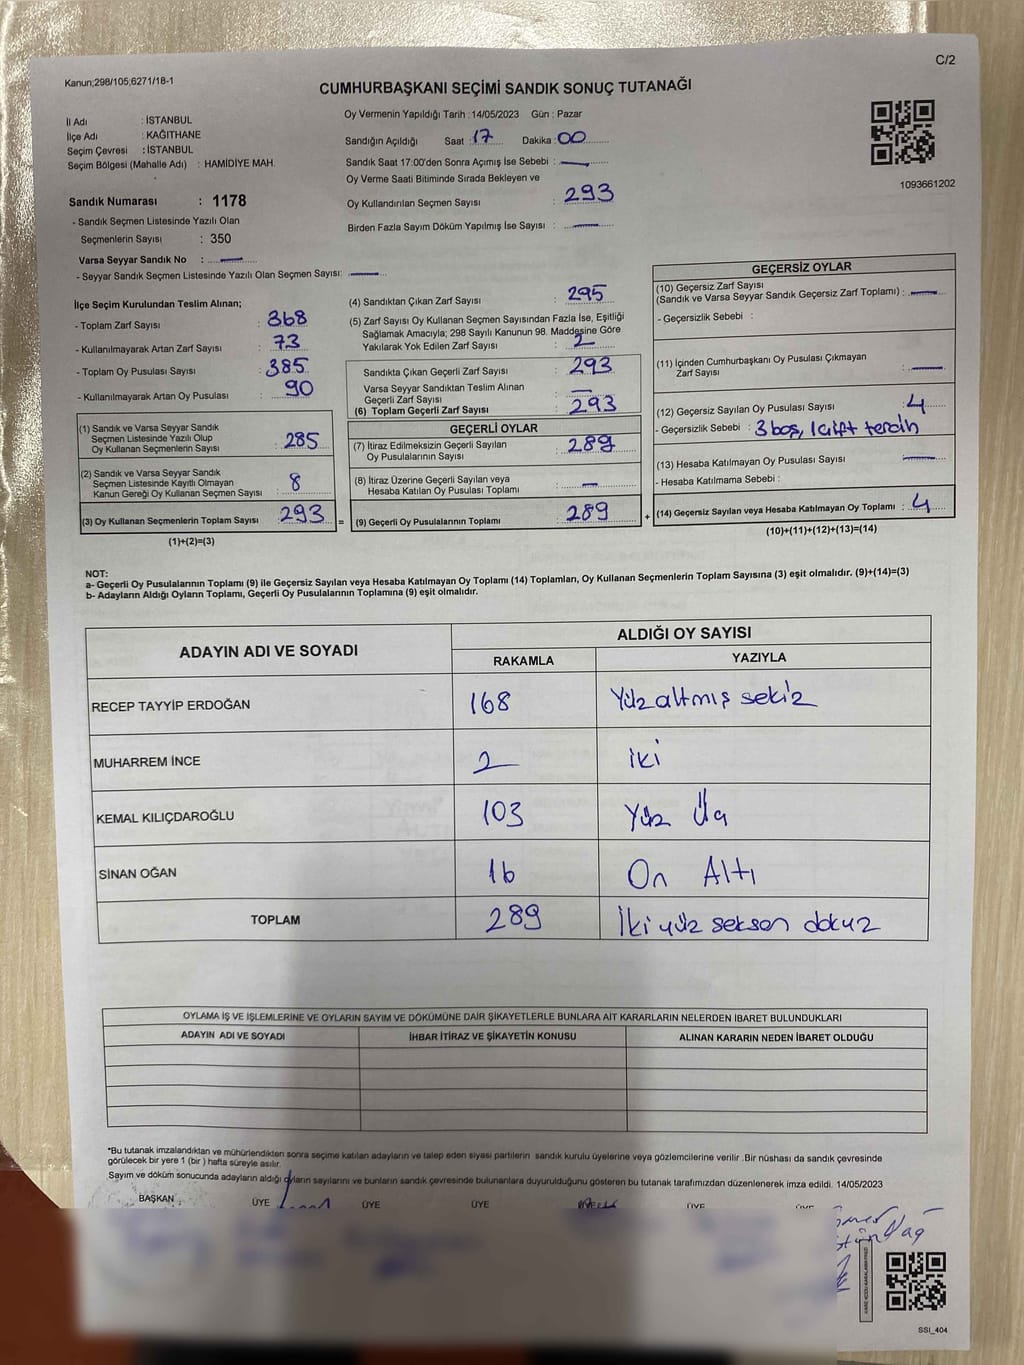 Kanun;298/105;6271/18-1
C/2
CUMHURBAŞKANI SEÇİMİ SANDIK SONUÇ TUTANAĞI
İl Adı : İSTANBUL
İlçe Adı : KAĞITHANE
Seçim Çevresi : İSTANBUL
Seçim Bölgesi (Mahalle Adı) : HAMİDİYE MAH.
Sandık Numarası : 1178
- Sandık Seçmen Listesinde Yazılı Olan
Seçmenlerin Sayısı : 350
Varsa Seyyar Sandık No : —
- Seyyar Sandık Seçmen Listesinde Yazılı Olan Seçmen Sayısı: —
Oy Vermenin Yapıldığı Tarih : 14/05/2023 Gün : Pazar
Sandığın Açıldığı Saat : 17 Dakika : 00
Sandık Saat 17:00'den Sonra Açımış İse Sebebi : —
Oy Verme Saati Bitiminde Sırada Bekleyen ve
Oy Kullandırılan Seçmen Sayısı : 293
Birden Fazla Sayım Döküm Yapılmış İse Sayısı : —
1093661202
İlçe Seçim Kurulundan Teslim Alınan;
- Toplam Zarf Sayısı : 368
- Kullanılmayarak Artan Zarf Sayısı : 73
- Toplam Oy Pusulası Sayısı : 385
- Kullanılmayarak Artan Oy Pusulası : 90
(1) Sandık ve Varsa Seyyar Sandık
Seçmen Listesinde Yazılı Olup
Oy Kullanan Seçmenlerin Sayısı : 285
(2) Sandık ve Varsa Seyyar Sandık
Seçmen Listesinde Kayıtlı Olmayan
Kanun Gereği Oy Kullanan Seçmen Sayısı : 8
(3) Oy Kullanan Seçmenlerin Toplam Sayısı : 293 =
(1)+(2)=(3)
(4) Sandıktan Çıkan Zarf Sayısı : 295
(5) Zarf Sayısı Oy Kullanan Seçmen Sayısından Fazla İse, Eşitliği
Sağlamak Amacıyla; 298 Sayılı Kanunun 98. Maddesine Göre
Yakılarak Yok Edilen Zarf Sayısı : 2
Sandıkta Çıkan Geçerli Zarf Sayısı : 293
Varsa Seyyar Sandıktan Teslim Alınan
Geçerli Zarf Sayısı : —
(6) Toplam Geçerli Zarf Sayısı : 293
GEÇERLİ OYLAR
(7) İtiraz Edilmeksizin Geçerli Sayılan
Oy Pusulalarının Sayısı : 289
(8) İtiraz Üzerine Geçerli Sayılan veya
Hesaba Katılan Oy Pusulası Toplamı : —
(9) Geçerli Oy Pusulalarının Toplamı : 289 +
GEÇERSİZ OYLAR
(10) Geçersiz Zarf Sayısı
(Sandık ve Varsa Seyyar Sandık Geçersiz Zarf Toplamı) : —
- Geçersizlik Sebebi :
(11) İçinden Cumhurbaşkanı Oy Pusulası Çıkmayan
Zarf Sayısı : —
(12) Geçersiz Sayılan Oy Pusulası Sayısı : 4
- Geçersizlik Sebebi : 3 boş, 1 çift tercih
(13) Hesaba Katılmayan Oy Pusulası Sayısı : —
- Hesaba Katılmama Sebebi :
(14) Geçersiz Sayılan veya Hesaba Katılmayan Oy Toplamı : 4
(10)+(11)+(12)+(13)=(14)
NOT:
a- Geçerli Oy Pusulalarının Toplamı (9) ile Geçersiz Sayılan veya Hesaba Katılmayan Oy Toplamı (14) Toplamları, Oy Kullanan Seçmenlerin Toplam Sayısına (3) eşit olmalıdır. (9)+(14)=(3)
b- Adayların Aldığı Oyların Toplamı, Geçerli Oy Pusulalarının Toplamına (9) eşit olmalıdır.
ADAYIN ADI VE SOYADI ALDIĞI OY SAYISI
RAKAMLA YAZIYLA
RECEP TAYYİP ERDOĞAN 168 Yüz altmış sekiz
MUHARREM İNCE 2 İki
KEMAL KILIÇDAROĞLU 103 Yüz Üç
SİNAN OĞAN 16 On Altı
TOPLAM 289 İki yüz seksen dokuz
OYLAMA İŞ VE İŞLEMLERİNE VE OYLARIN SAYIM VE DÖKÜMÜNE DAİR ŞİKAYETLERLE BUNLARA AİT KARARLARIN NELERDEN İBARET BULUNDUKLARI
ADAYIN ADI VE SOYADI İHBAR İTİRAZ VE ŞİKAYETİN KONUSU ALINAN KARARIN NEDEN İBARET OLDUĞU
*Bu tutanak imzalandıktan ve mühürlendikten sonra seçime katılan adayların ve talep eden siyasi partilerin sandık kurulu üyelerine veya gözlemcilerine verilir .Bir nüshası da sandık çevresinde
görülecek bir yere 1 (bir ) hafta süreyle asılır.
Sayım ve döküm sonucunda adayların aldığı oyların sayılarını ve bunların sandık çevresinde bulunanlara duyurulduğunu gösteren bu tutanak tarafımızdan düzenlenerek imza edildi. 14/05/2023
BAŞKAN ÜYE ÜYE ÜYE ÜYE ÜYE
SSI_404